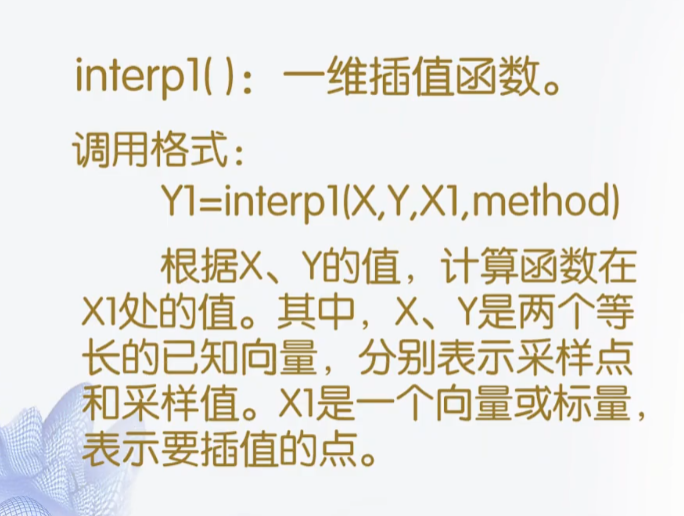 interp1( )：一维插值函数。
调用格式：
Y1=interp1(X,Y,X1,method)
根据X、Y的值，计算函数在
X1处的值。其中，X、Y是两个等
长的已知向量，分别表示采样点
和采样值。X1是一个向量或标量，
表示要插值的点。